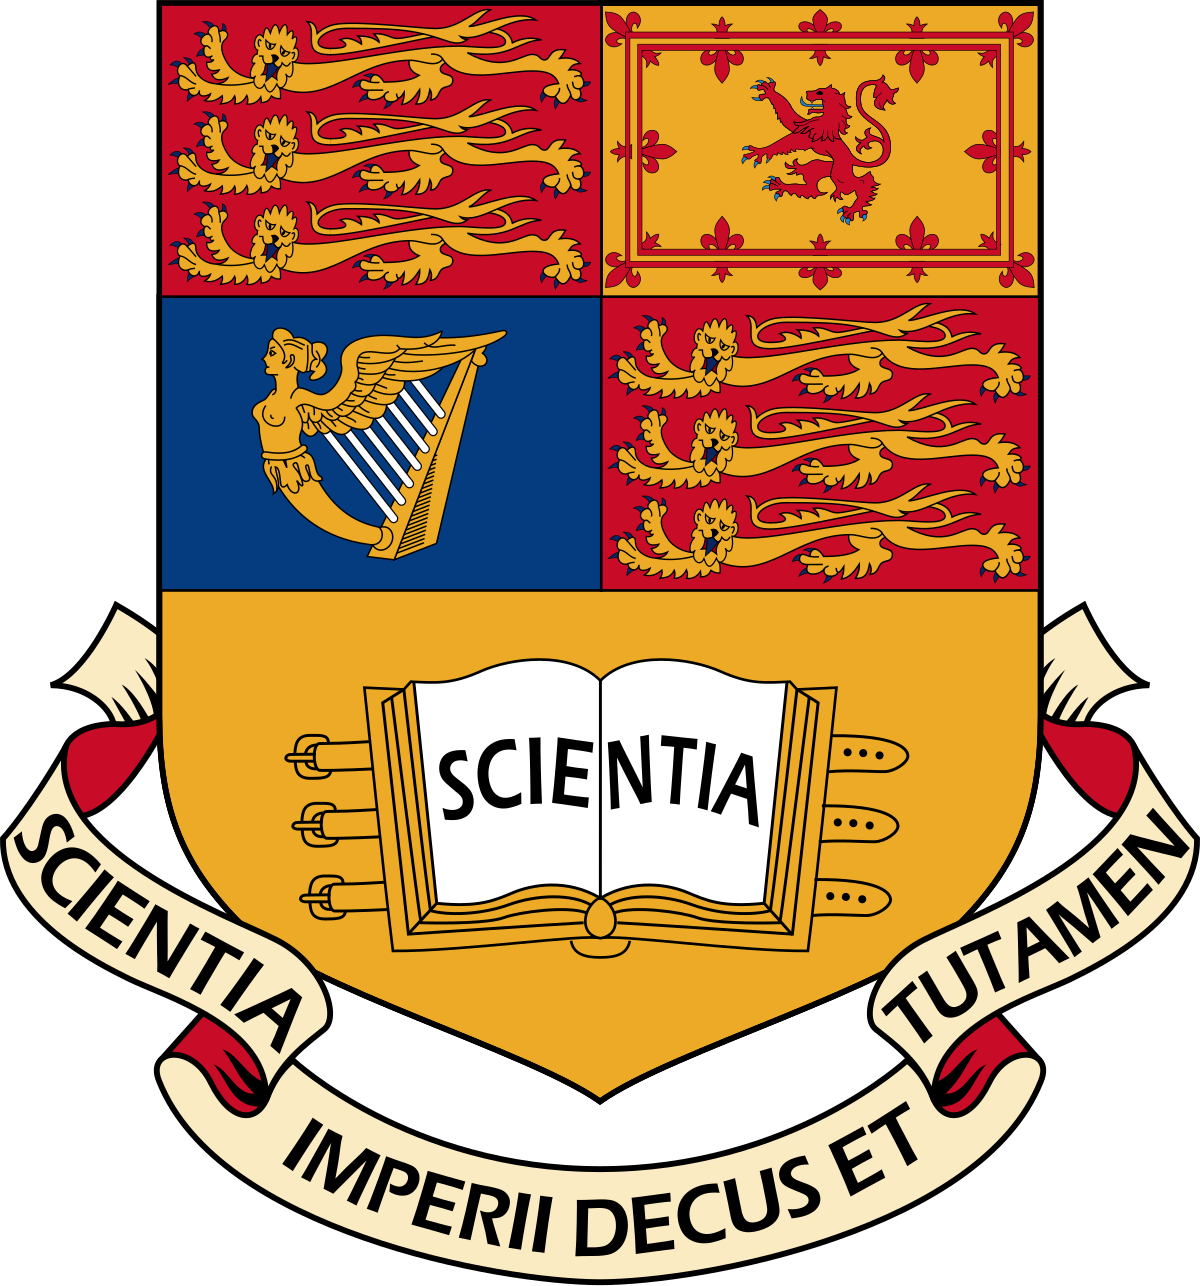 SCIENTIA
SCIENTIA
IMPERII DECUS ET
TUTAMEN